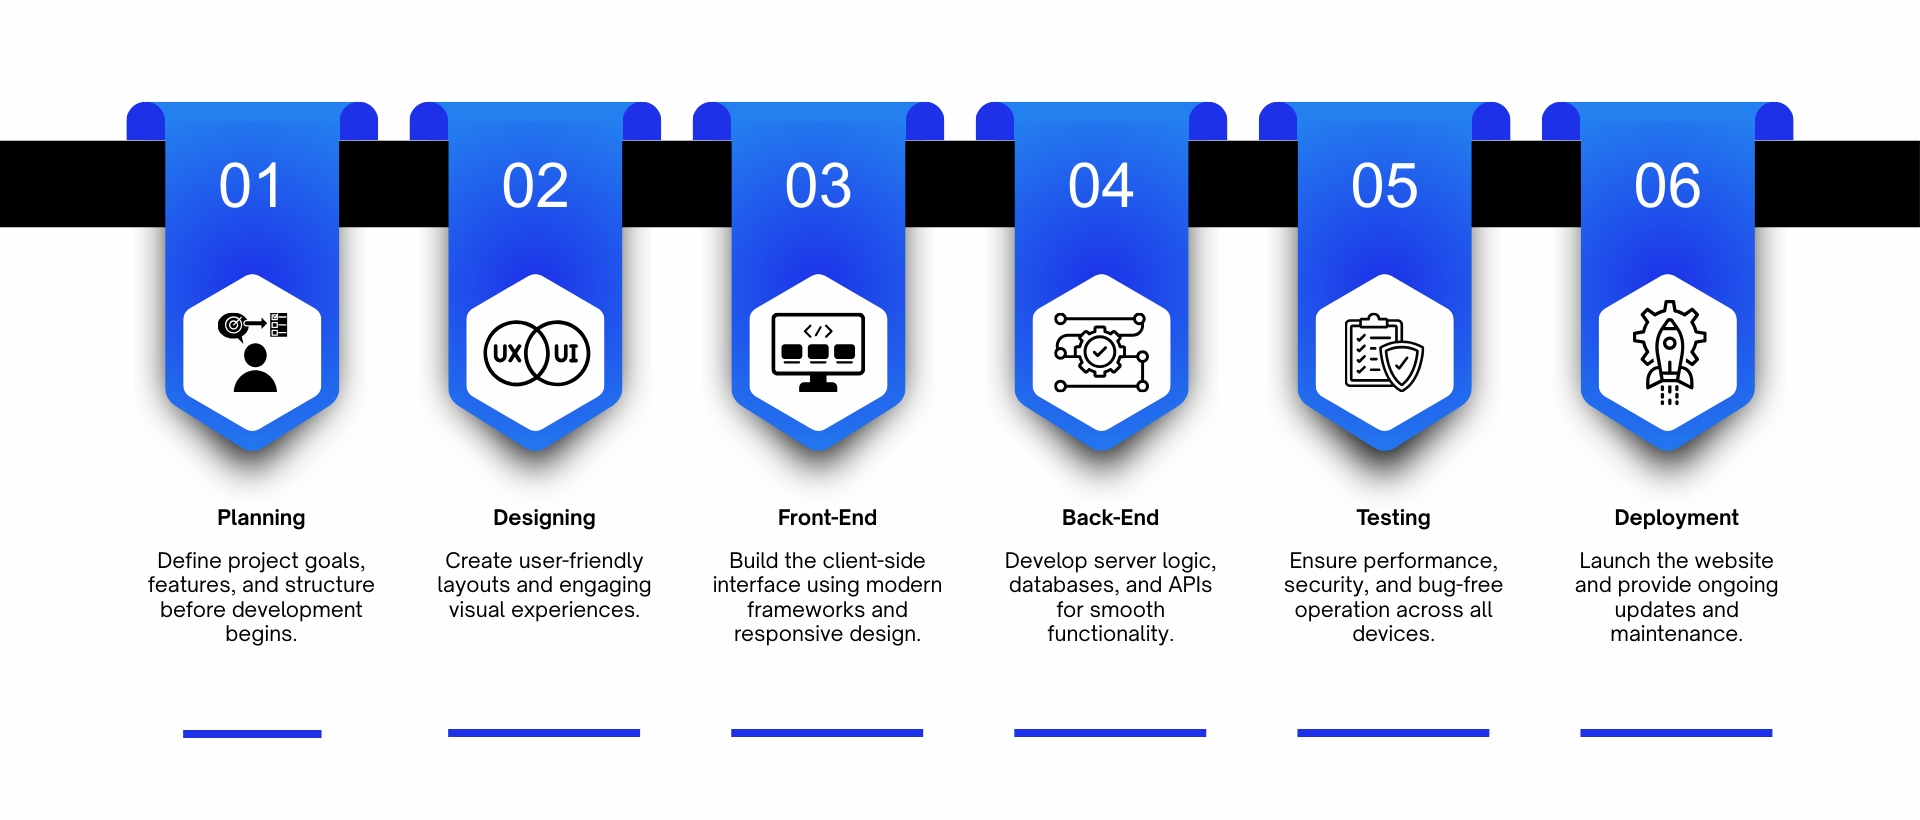 01
02
03
04
05
06
</>
UX
UI
Planning
Define project goals,
features, and structure
before development
begins.
Designing
Create user-friendly
layouts and engaging
visual experiences.
Front-End
Build the client-side
interface using modern
frameworks and
responsive design.
Back-End
Develop server logic,
databases, and APIs
for smooth
functionality.
Testing
Ensure performance,
security, and bug-free
operation across all
devices.
Deployment
Launch the website
and provide ongoing
updates and
maintenance.